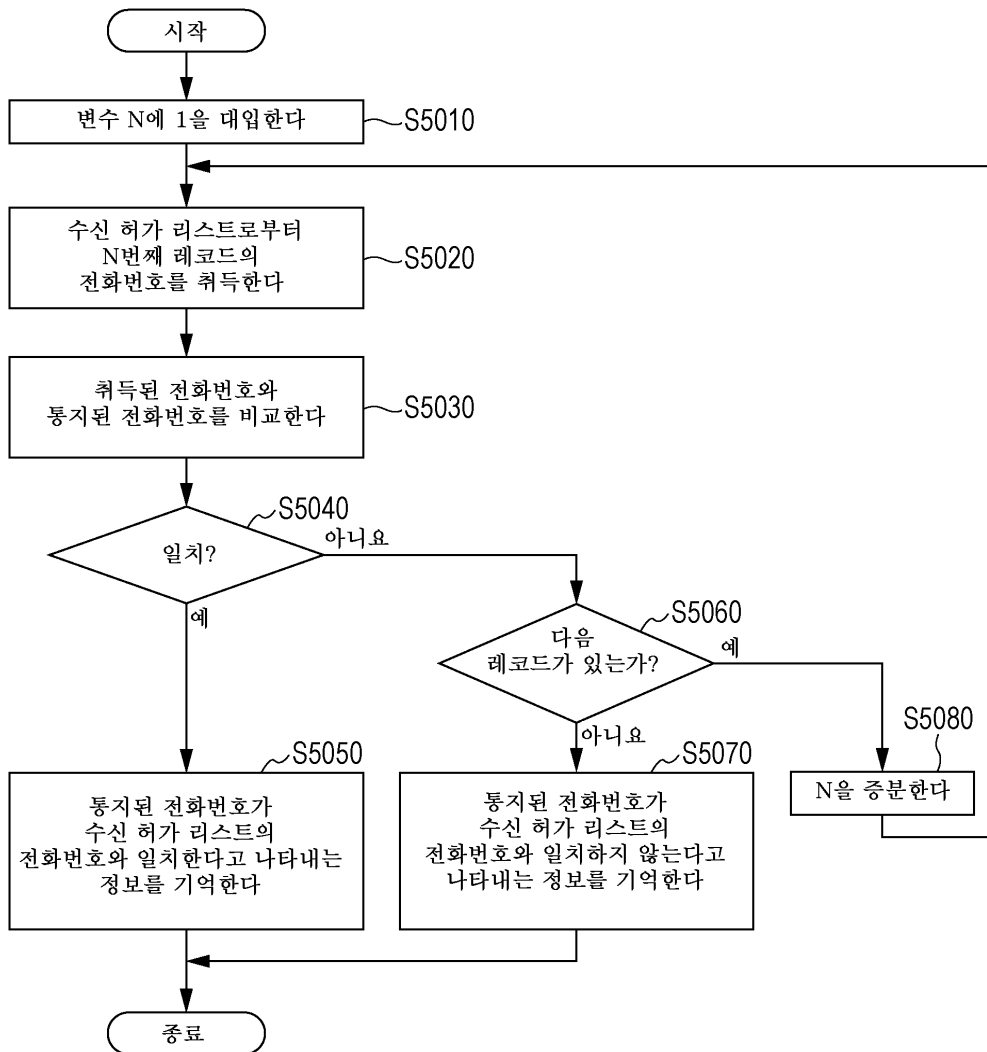 시작
변수 N에 1을 대입한다
S5010
수신 허가 리스트로부터
N번째 레코드의
전화번호를 취득한다
S5020
취득된 전화번호와
통지된 전화번호를 비교한다
S5030
S5040
일치?
아니요
예
S5060
다음
레코드가 있는가?
예
아니요
S5080
N을 증분한다
S5050
통지된 전화번호가
수신 허가 리스트의
전화번호와 일치한다고 나타내는
정보를 기억한다
S5070
통지된 전화번호가
수신 허가 리스트의
전화번호와 일치하지 않는다고
나타내는 정보를 기억한다
종료